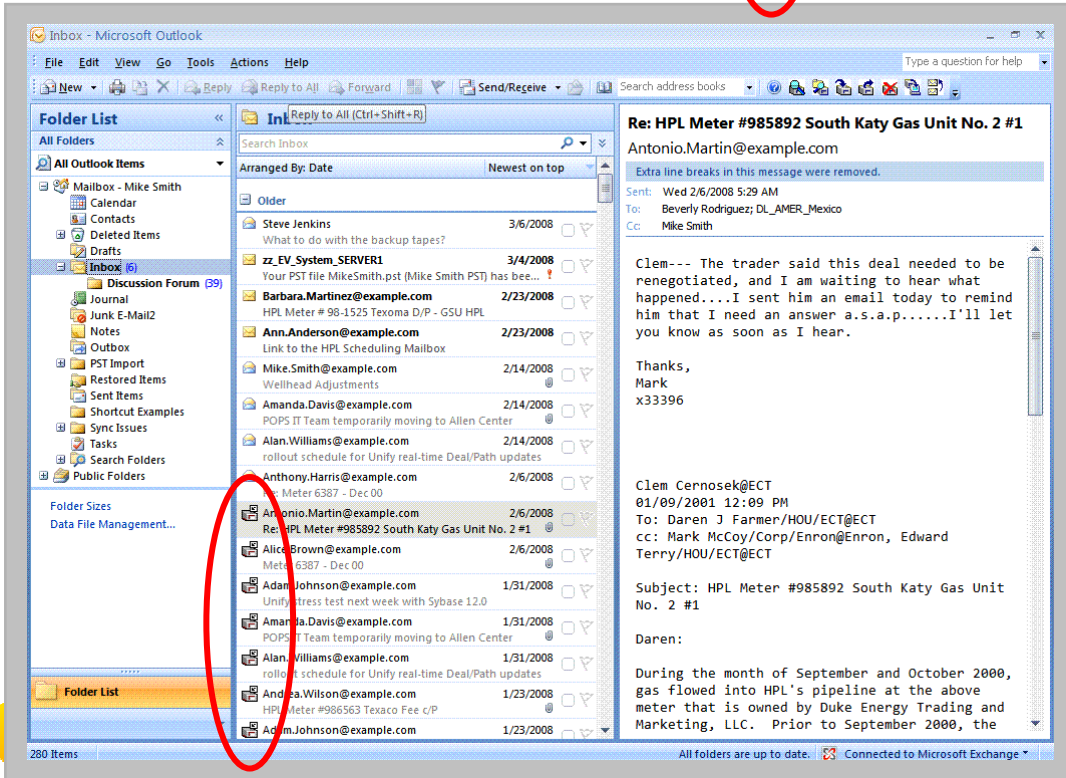 Inbox - Microsoft Outlook
File Edit View Go Tools Actions Help
Type a question for help
New Reply Reply to All Forward Send/Receive Search address books
Folder List «
All Folders
All Outlook Items
Mailbox - Mike Smith
Calendar
Contacts
Deleted Items
Drafts
Inbox (6)
Discussion Forum (39)
Journal
Junk E-Mail2
Notes
Outbox
PST Import
Restored Items
Sent Items
Shortcut Examples
Sync Issues
Tasks
Search Folders
Public Folders
Folder Sizes
Data File Management...
Folder List
Reply to All (Ctrl+Shift+R)
Search Inbox
Arranged By: Date Newest on top
Older
Steve Jenkins 3/6/2008
What to do with the backup tapes?
zz_EV_System_SERVER1 3/4/2008
Your PST file MikeSmith.pst (Mike Smith PST) has bee...
Barbara.Martinez@example.com 2/23/2008
HPL Meter # 98-1525 Texoma D/P - GSU HPL
Ann.Anderson@example.com 2/23/2008
Link to the HPL Scheduling Mailbox
Mike.Smith@example.com 2/14/2008
Wellhead Adjustments
Amanda.Davis@example.com 2/14/2008
POPS IT Team temporarily moving to Allen Center
Alan.Williams@example.com 2/14/2008
rollout schedule for Unify real-time Deal/Path updates
Anthony.Harris@example.com 2/6/2008
Re: Meter 6387 - Dec 00
Antonio.Martin@example.com 2/6/2008
Re: HPL Meter #985892 South Katy Gas Unit No. 2 #1
Alice.Brown@example.com 2/6/2008
Meter 6387 - Dec 00
Adam.Johnson@example.com 1/31/2008
Unify stress test next week with Sybase 12.0
Amanda.Davis@example.com 1/31/2008
POPS IT Team temporarily moving to Allen Center
Alan.Williams@example.com 1/31/2008
rollout schedule for Unify real-time Deal/Path updates
Andrea.Wilson@example.com 1/23/2008
HPL Meter #986563 Texaco Fee c/P
Adam.Johnson@example.com 1/23/2008
Re: HPL Meter #985892 South Katy Gas Unit No. 2 #1
Antonio.Martin@example.com
Extra line breaks in this message were removed.
Sent: Wed 2/6/2008 5:29 AM
To: Beverly Rodriguez; DL_AMER_Mexico
Cc: Mike Smith
Clem--- The trader said this deal needed to be
renegotiated, and I am waiting to hear what
happened....I sent him an email today to remind
him that I need an answer a.s.a.p......I'll let
you know as soon as I hear.
Thanks,
Mark
x33396
Clem Cernosek@ECT
01/09/2001 12:09 PM
To: Daren J Farmer/HOU/ECT@ECT
cc: Mark McCoy/Corp/Enron@Enron, Edward
Terry/HOU/ECT@ECT
Subject: HPL Meter #985892 South Katy Gas Unit
No. 2 #1
Daren:
During the month of September and October 2000,
gas flowed into HPL's pipeline at the above
meter that is owned by Duke Energy Trading and
Marketing, LLC. Prior to September 2000, the
280 Items All folders are up to date. Connected to Microsoft Exchange